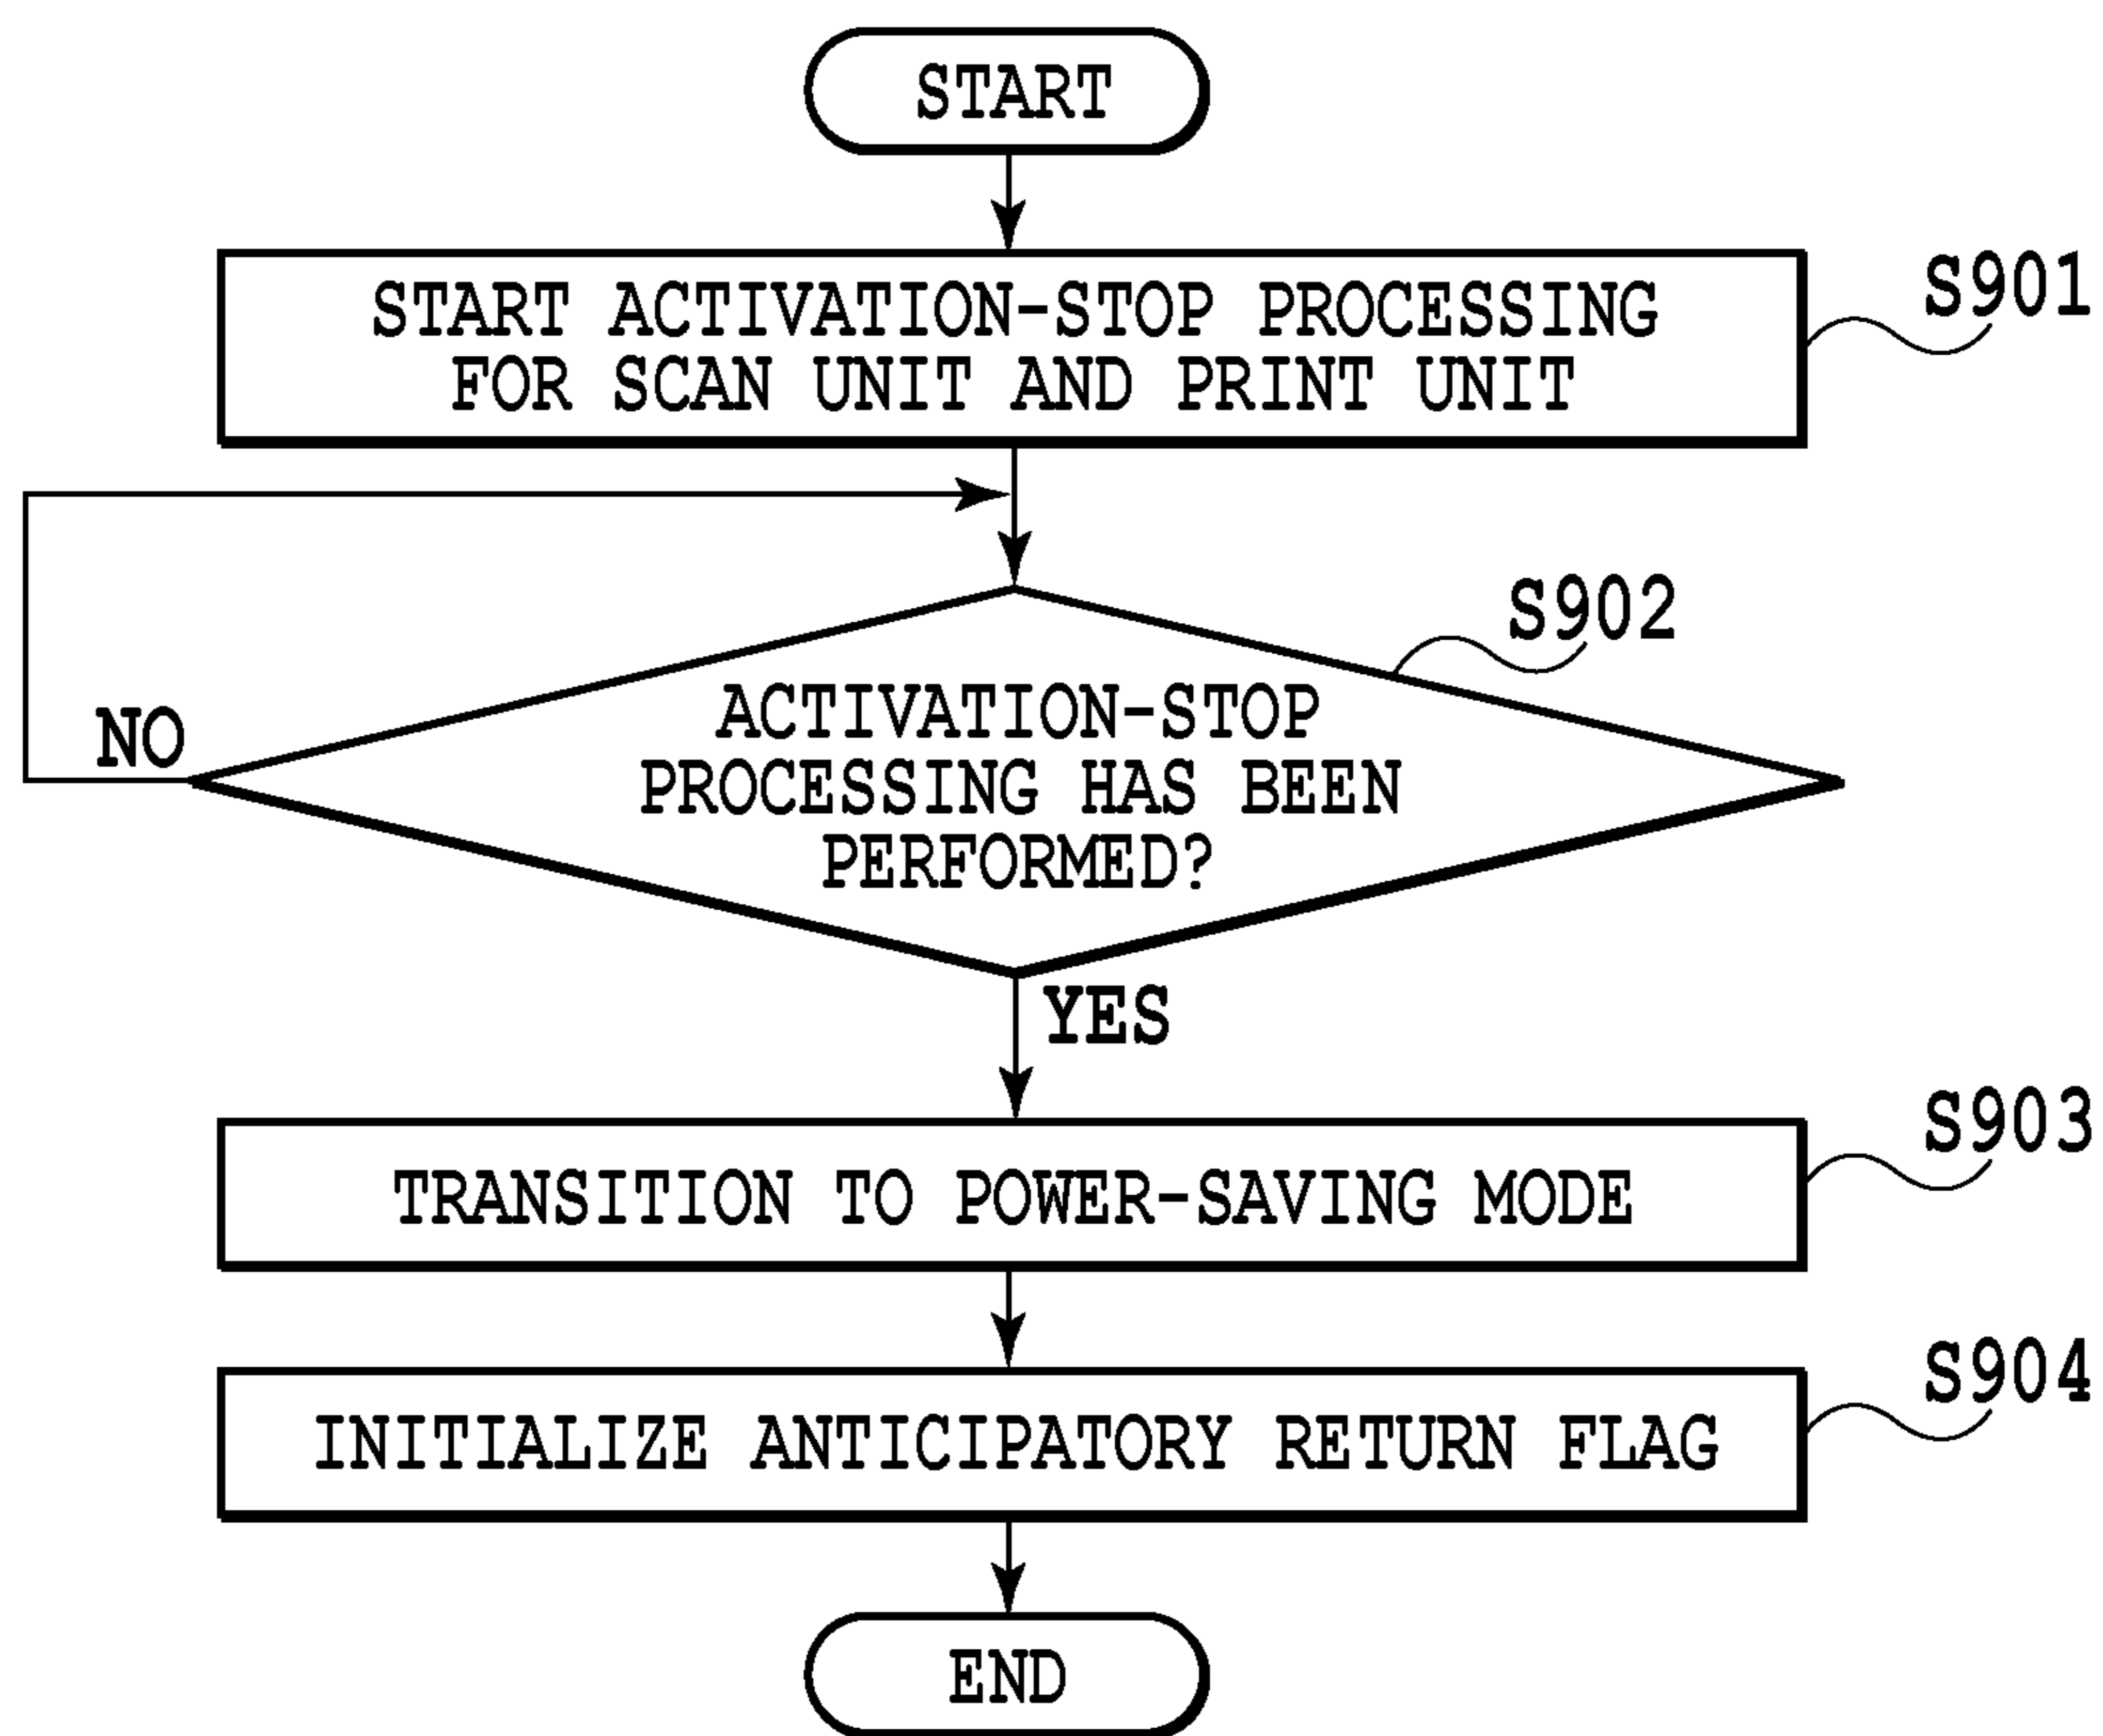 START
START ACTIVATION-STOP PROCESSING
FOR SCAN UNIT AND PRINT UNIT
S901
S902
ACTIVATION-STOP
PROCESSING HAS BEEN
PERFORMED?
NO
YES
TRANSITION TO POWER-SAVING MODE
S903
INITIALIZE ANTICIPATORY RETURN FLAG
S904
END